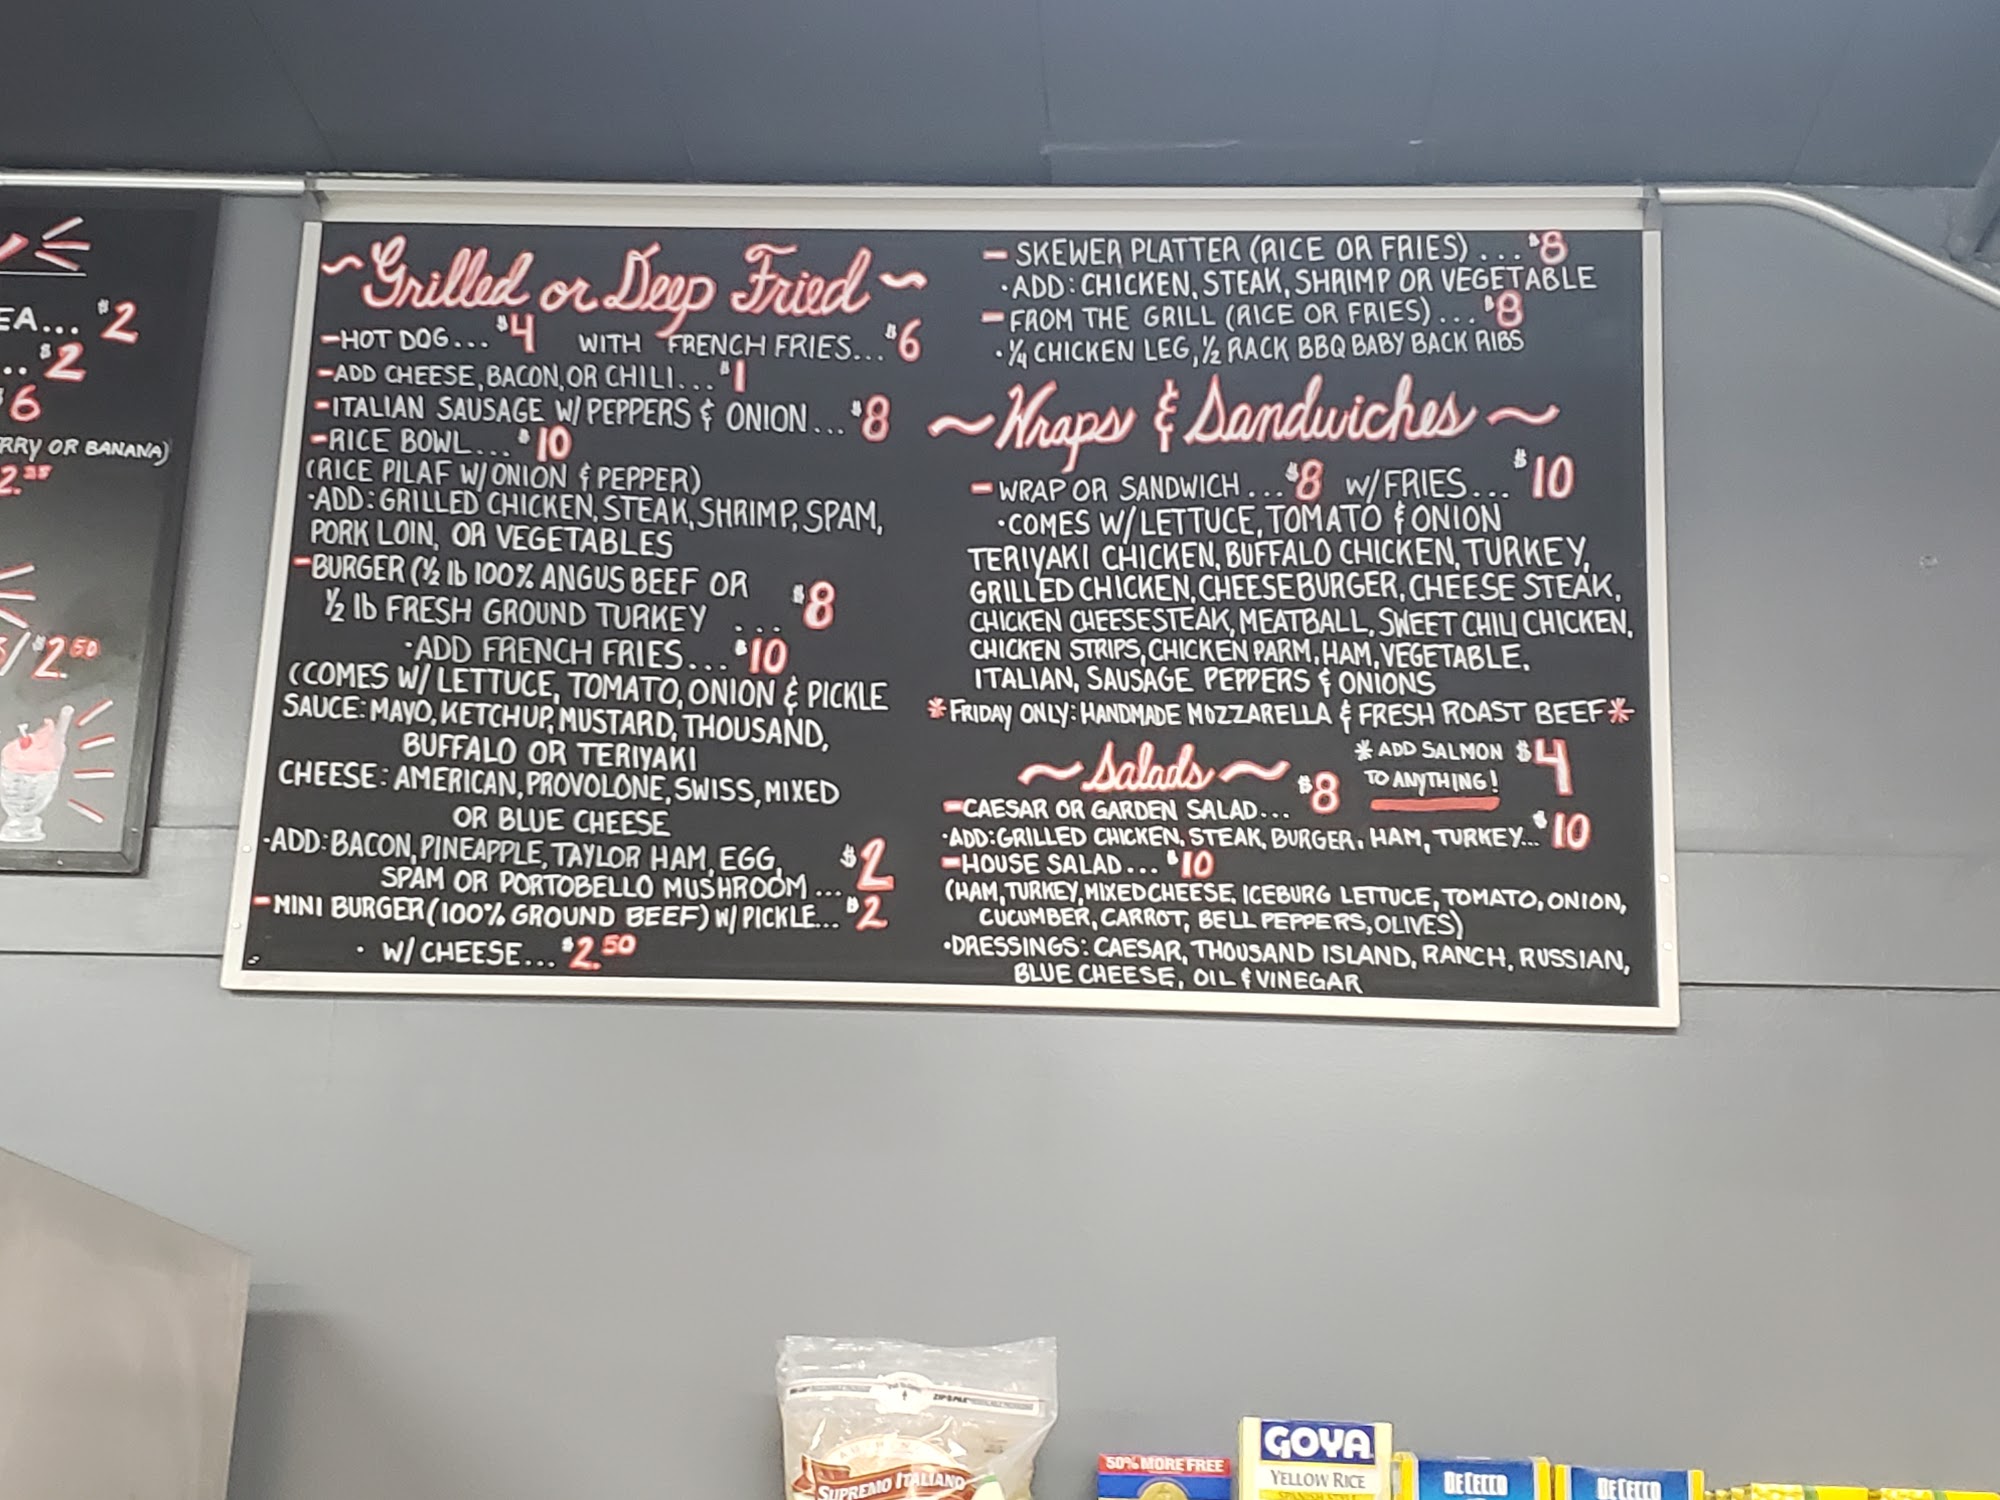 EA... $2
.. $2
$6
RRY OR BANANA)
2.25
/$2.50
~Grilled or Deep Fried~
-HOT DOG... $4 WITH FRENCH FRIES... $6
-ADD CHEESE, BACON, OR CHILI... $1
-ITALIAN SAUSAGE W/ PEPPERS & ONION... $8
-RICE BOWL... $10
(RICE PILAF W/ ONION & PEPPER)
·ADD: GRILLED CHICKEN, STEAK, SHRIMP, SPAM,
PORK LOIN, OR VEGETABLES
-BURGER (1/2 lb 100% ANGUS BEEF OR
1/2 lb FRESH GROUND TURKEY ... $8
·ADD FRENCH FRIES... $10
(COMES W/ LETTUCE, TOMATO, ONION & PICKLE
SAUCE: MAYO, KETCHUP, MUSTARD, THOUSAND,
BUFFALO OR TERIYAKI
CHEESE: AMERICAN, PROVOLONE, SWISS, MIXED
OR BLUE CHEESE
·ADD: BACON, PINEAPPLE, TAYLOR HAM, EGG,
SPAM OR PORTOBELLO MUSHROOM ... $2
-MINI BURGER (100% GROUND BEEF) W/ PICKLE... $2
· W/ CHEESE... $2.50
-SKEWER PLATTER (RICE OR FRIES) ... $8
·ADD: CHICKEN, STEAK, SHRIMP OR VEGETABLE
-FROM THE GRILL (RICE OR FRIES) ... $8
·1/4 CHICKEN LEG, 1/2 RACK BBQ BABY BACK RIBS
~Wraps & Sandwiches~
-WRAP OR SANDWICH ... $8 W/ FRIES... $10
·COMES W/ LETTUCE, TOMATO & ONION
TERIYAKI CHICKEN, BUFFALO CHICKEN, TURKEY,
GRILLED CHICKEN, CHEESEBURGER, CHEESE STEAK,
CHICKEN CHEESESTEAK, MEATBALL, SWEET CHILI CHICKEN,
CHICKEN STRIPS, CHICKEN PARM, HAM, VEGETABLE,
ITALIAN, SAUSAGE PEPPERS & ONIONS
*FRIDAY ONLY: HANDMADE MOZZARELLA & FRESH ROAST BEEF*
~Salads~
* ADD SALMON $4
TO ANYTHING!
-CAESAR OR GARDEN SALAD... $8
·ADD: GRILLED CHICKEN, STEAK, BURGER, HAM, TURKEY... $10
-HOUSE SALAD... $10
(HAM, TURKEY, MIXED CHEESE, ICEBURG LETTUCE, TOMATO, ONION,
CUCUMBER, CARROT, BELL PEPPERS, OLIVES)
·DRESSINGS: CAESAR, THOUSAND ISLAND, RANCH, RUSSIAN,
BLUE CHEESE, OIL & VINEGAR
SUPREMO ITALIANO
50% MORE FREE
GOYA
YELLOW RICE
SPANISH STYLE
DE CECCO
DE CECCO